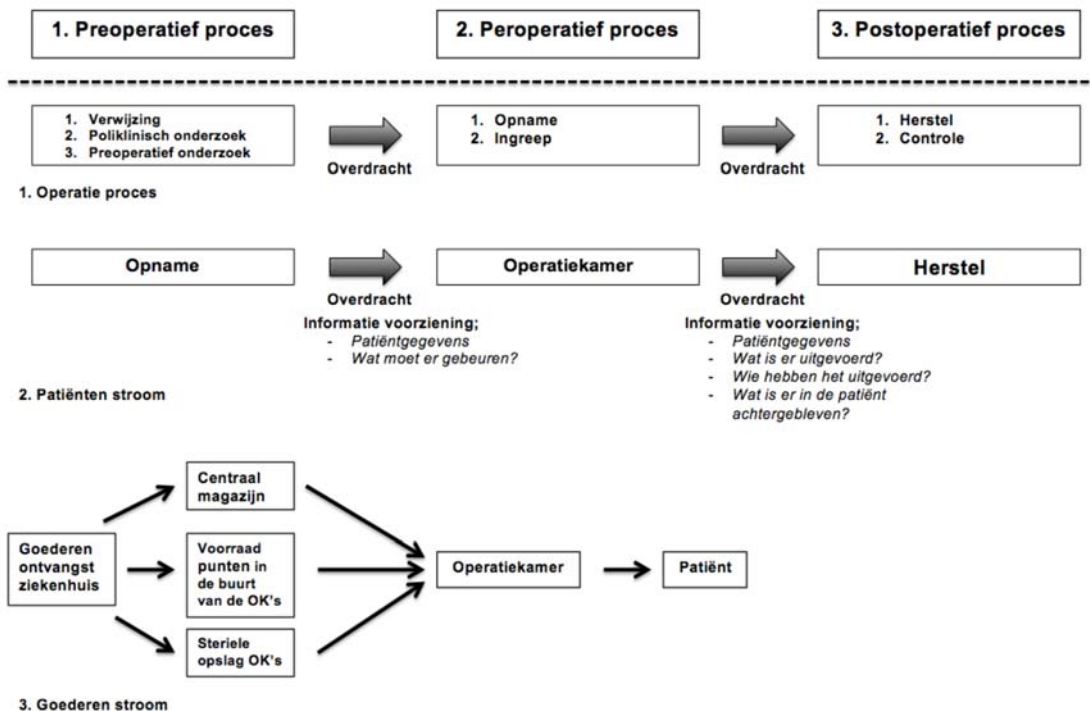 1. Preoperatief proces
2. Peroperatief proces
3. Postoperatief proces
1. Verwijzing
2. Poliklinisch onderzoek
3. Preoperatief onderzoek
Overdracht
1. Opname
2. Ingreep
Overdracht
1. Herstel
2. Controle
1. Operatie proces
Opname
Overdracht
Informatie voorziening;
- Patiëntgegevens
- Wat moet er gebeuren?
Operatiekamer
Overdracht
Informatie voorziening;
- Patiëntgegevens
- Wat is er uitgevoerd?
- Wie hebben het uitgevoerd?
- Wat is er in de patiënt
achtergebleven?
Herstel
2. Patiënten stroom
Goederen
ontvangst
ziekenhuis
Centraal
magazijn
Voorraad
punten in
de buurt
van de OK's
Steriele
opslag OK's
Operatiekamer
Patiënt
3. Goederen stroom